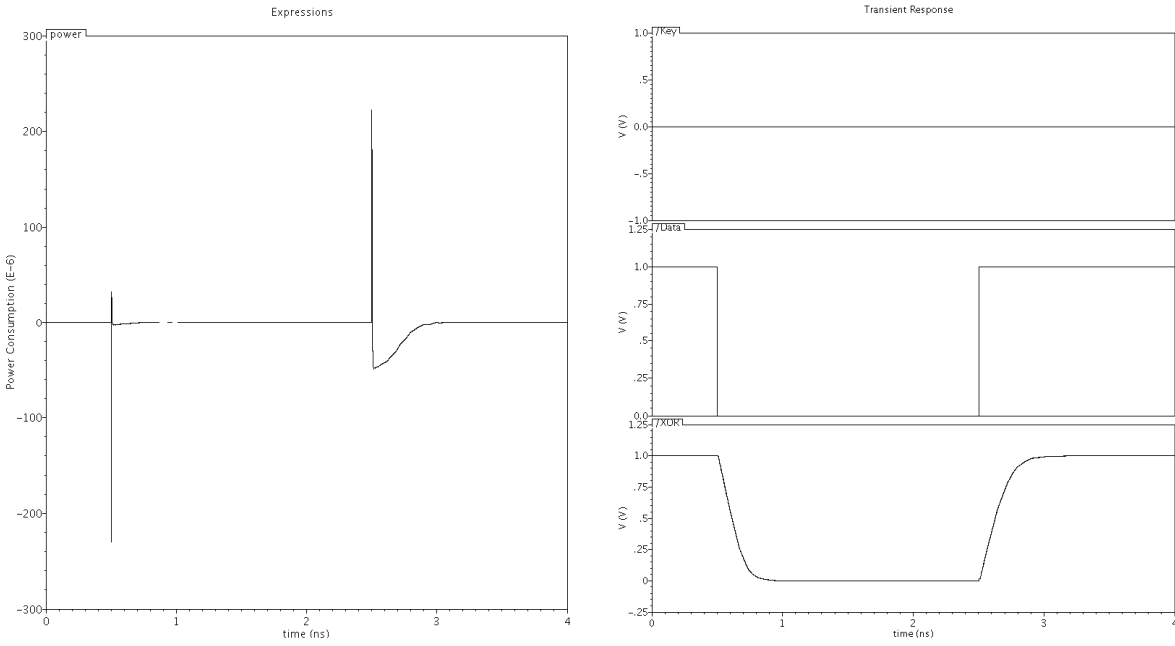 Expressions
power
300
200
100
0
−100
−200
−300
Power Consumption (E−6)
0
1
2
3
4
time (ns)
Transient Response
/Key
1.0
.5
0.0
−.5
−1.0
V (V)
/Data
1.25
1.0
.75
.5
.25
0.0
V (V)
/XOR
1.25
1.0
.75
.5
.25
0
−.25
V (V)
0
1
2
3
4
time (ns)